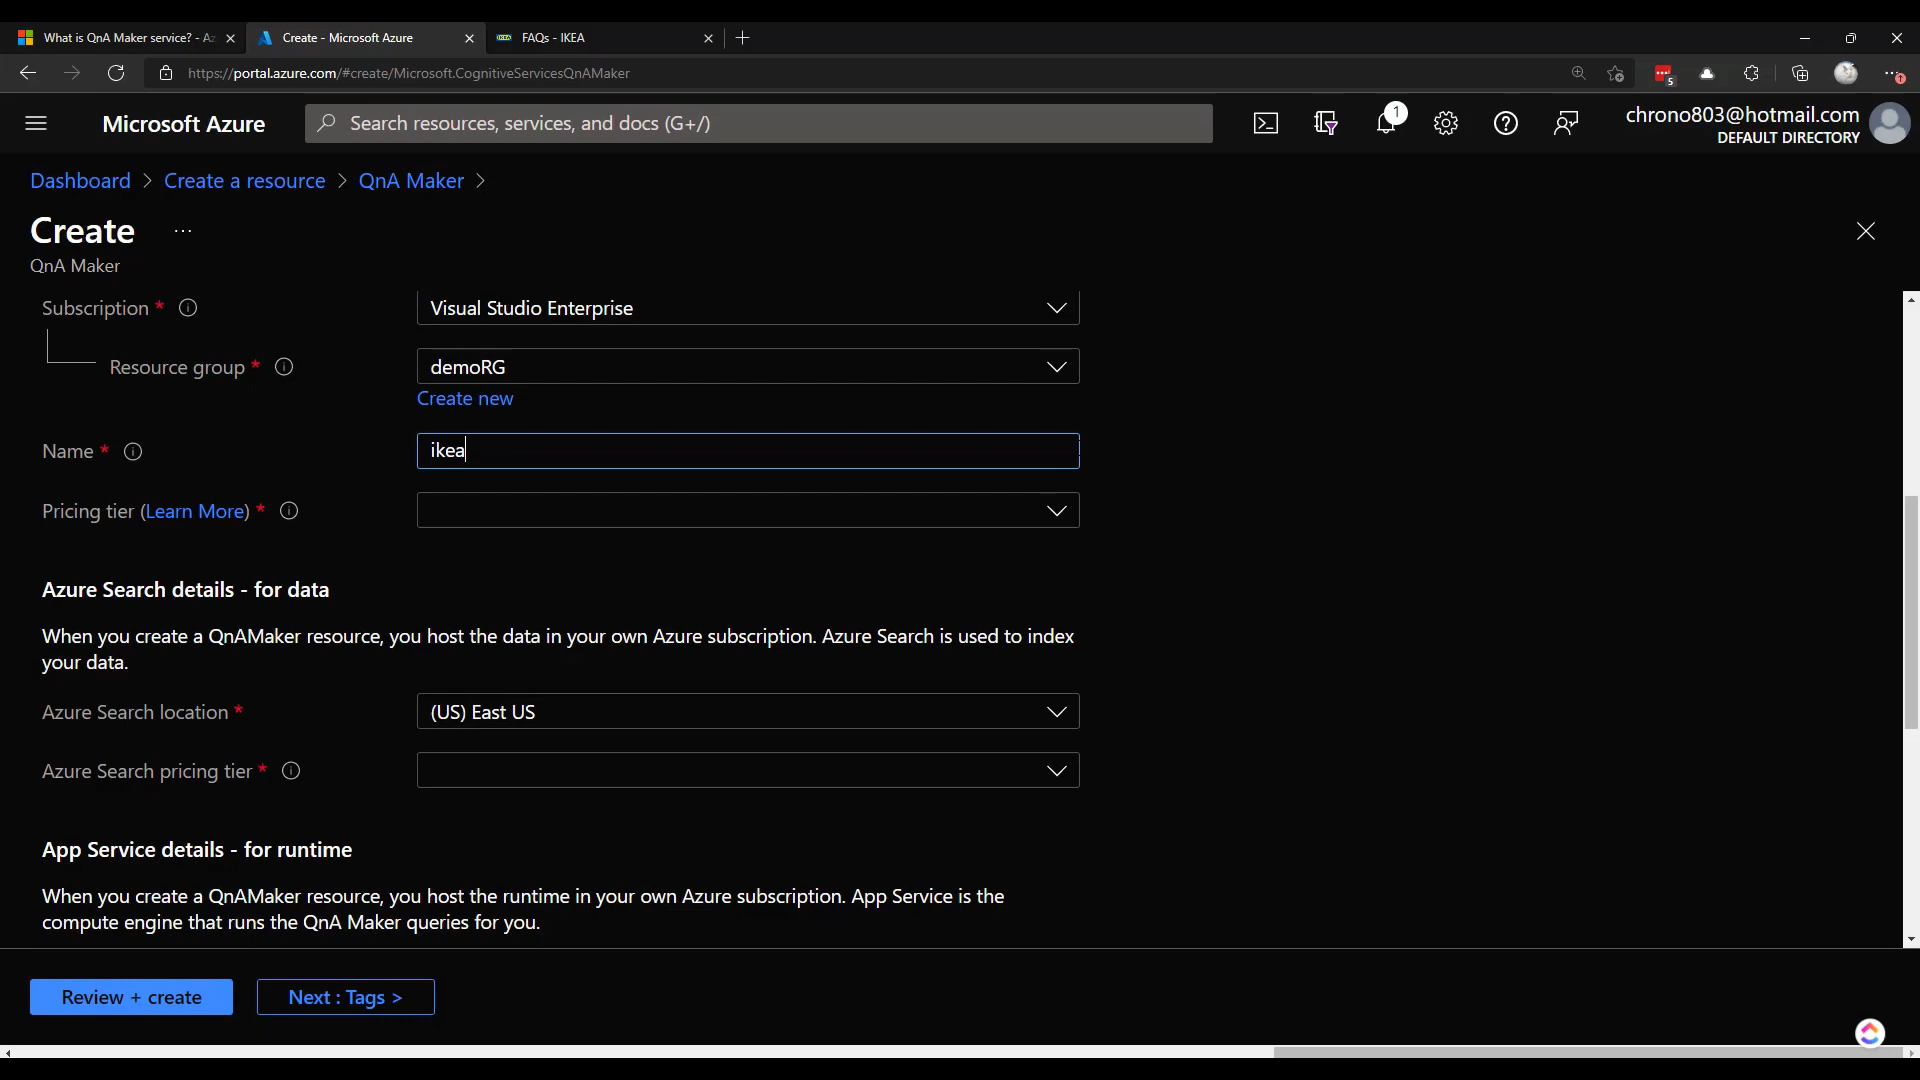 What is QnA Maker service? - Az
Create - Microsoft Azure
IKEA
FAQs - IKEA
https://portal.azure.com/#create/Microsoft.CognitiveServicesQnAMaker
5
Microsoft Azure
Search resources, services, and docs (G+/)
1
chrono803@hotmail.com
DEFAULT DIRECTORY
Dashboard > Create a resource > QnA Maker >
Create ...
QnA Maker
Subscription *
Visual Studio Enterprise
Resource group *
demoRG
Create new
Name *
ikea
Pricing tier (Learn More) *
Azure Search details - for data
When you create a QnAMaker resource, you host the data in your own Azure subscription. Azure Search is used to index
your data.
Azure Search location *
(US) East US
Azure Search pricing tier *
App Service details - for runtime
When you create a QnAMaker resource, you host the runtime in your own Azure subscription. App Service is the
compute engine that runs the QnA Maker queries for you.
Review + create
Next : Tags >